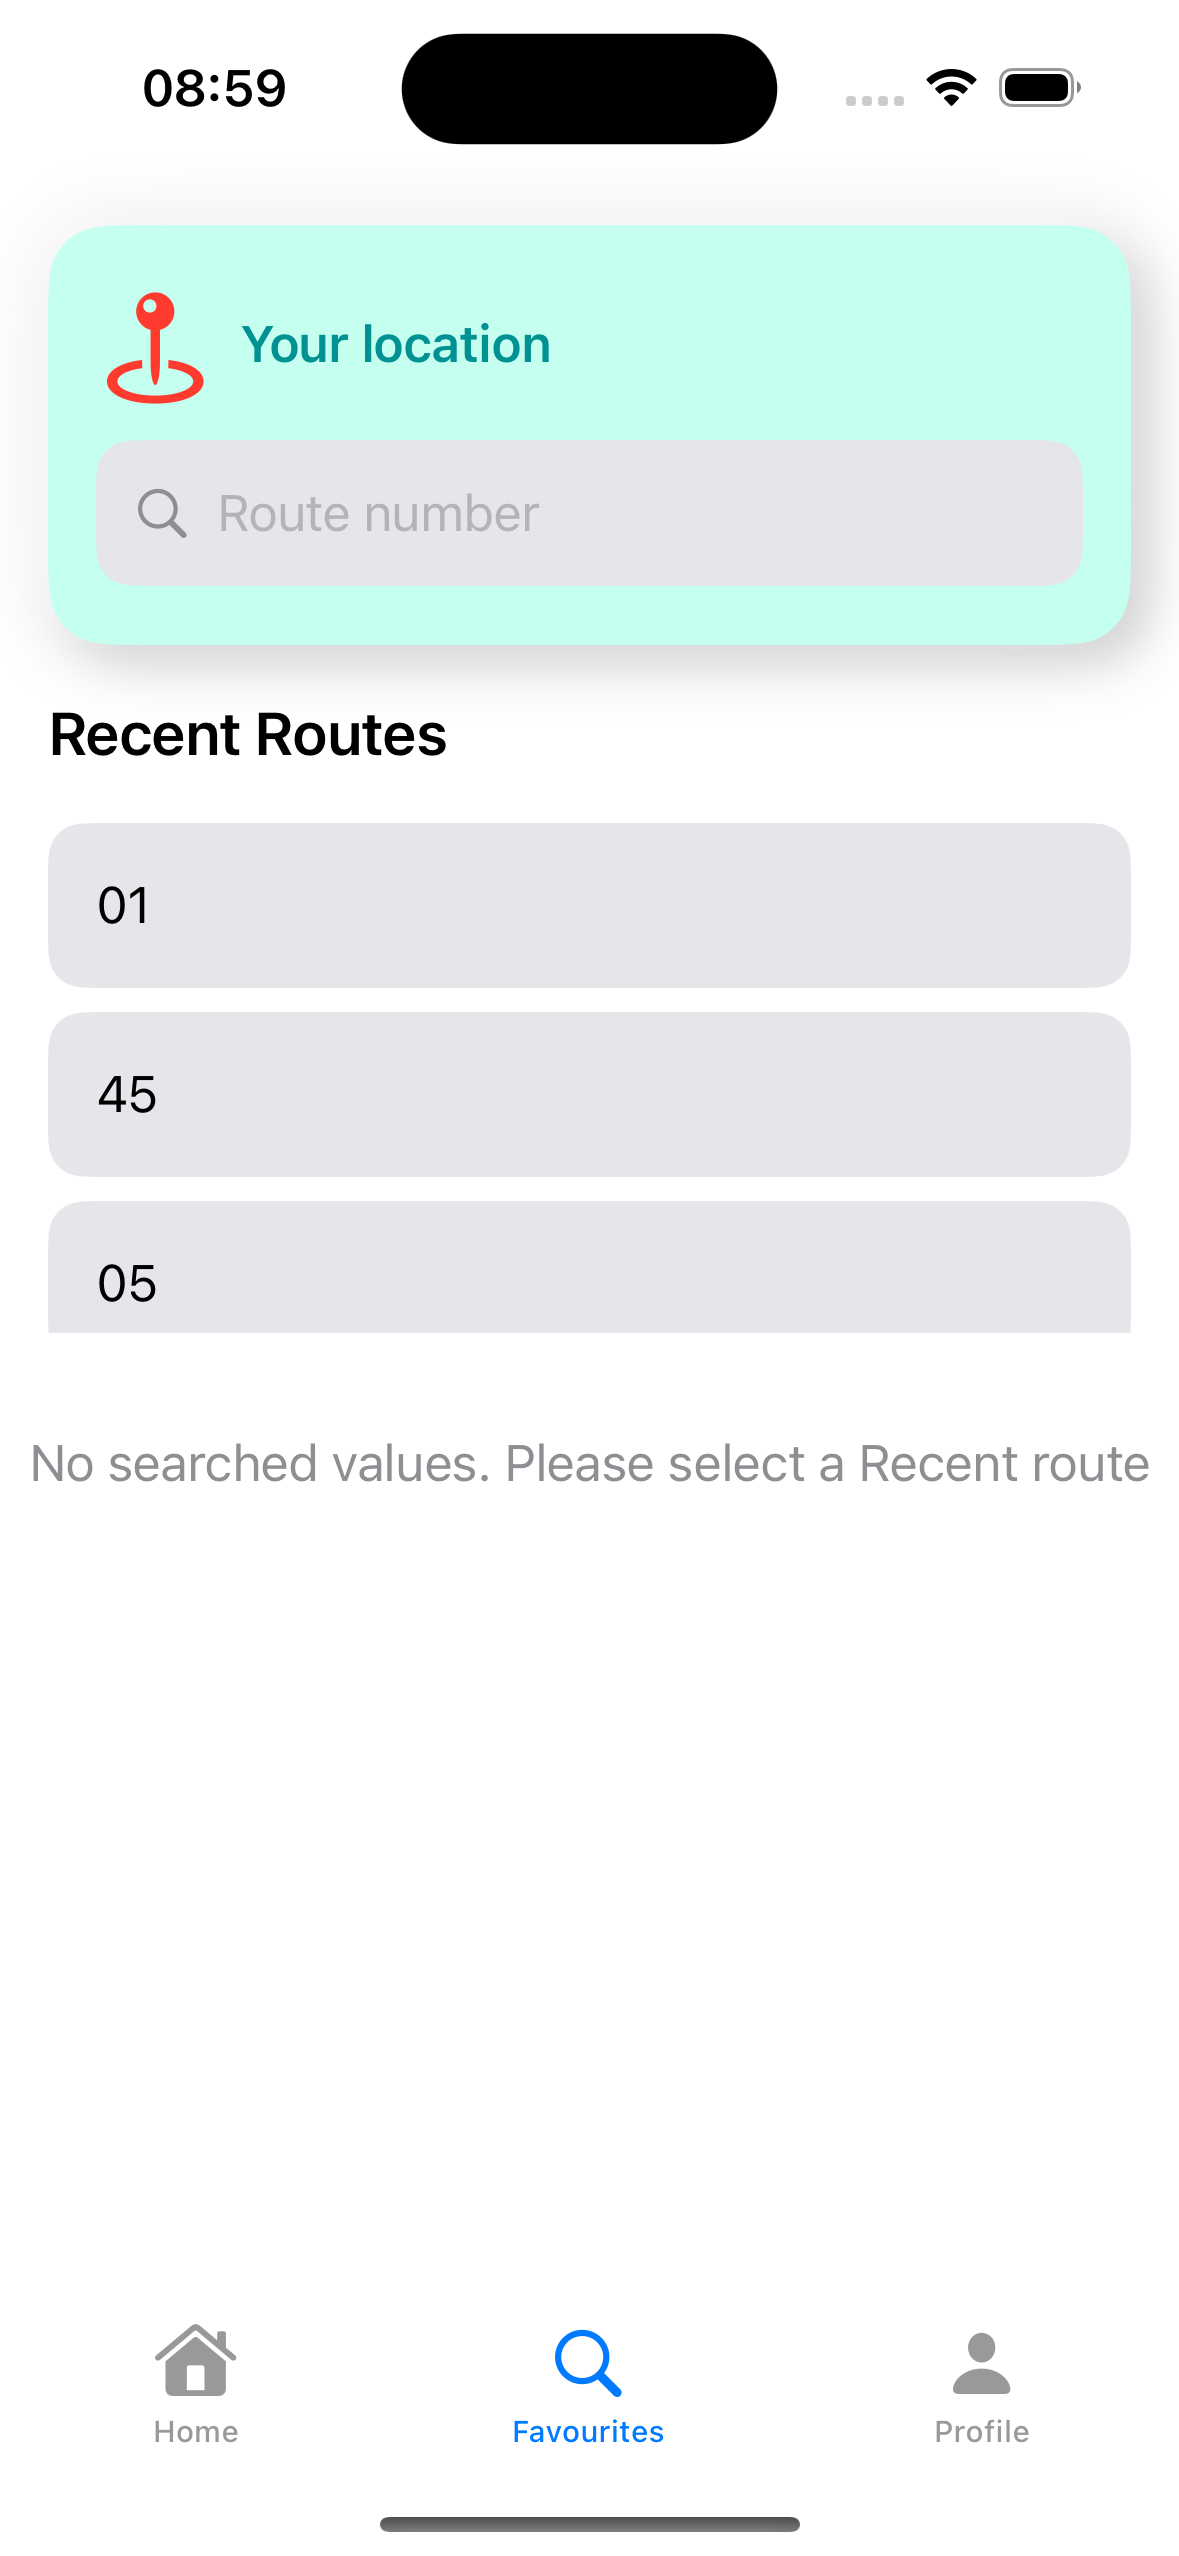 08:59
Your location
Route number
Recent Routes
01
45
05
No searched values. Please select a Recent route
Home
Favourites
Profile